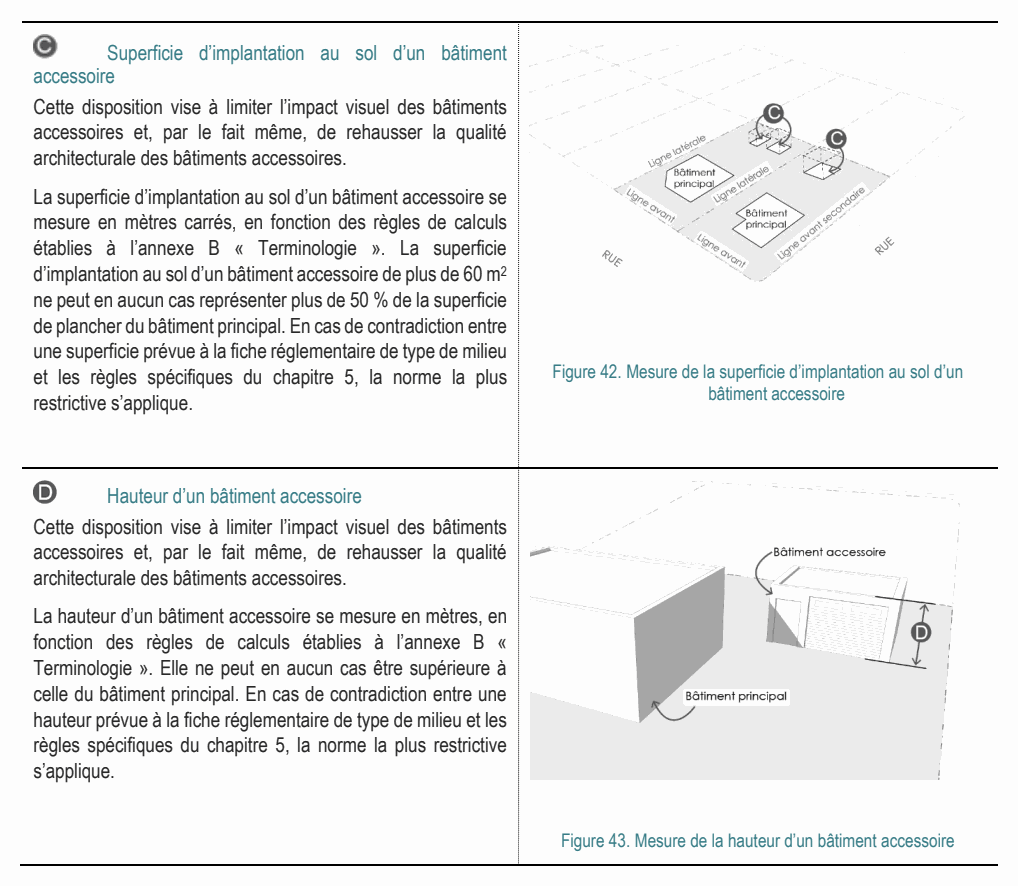 C Superficie d’implantation au sol d’un bâtiment
accessoire
Cette disposition vise à limiter l’impact visuel des bâtiments
accessoires et, par le fait même, de rehausser la qualité
architecturale des bâtiments accessoires.
La superficie d’implantation au sol d’un bâtiment accessoire se
mesure en mètres carrés, en fonction des règles de calculs
établies à l’annexe B « Terminologie ». La superficie
d’implantation au sol d’un bâtiment accessoire de plus de 60 m²
ne peut en aucun cas représenter plus de 50 % de la superficie
de plancher du bâtiment principal. En cas de contradiction entre
une superficie prévue à la fiche réglementaire de type de milieu
et les règles spécifiques du chapitre 5, la norme la plus
restrictive s’applique.
C
C
Ligne latérale
Bâtiment
principal
Ligne latérale
Ligne avant
Bâtiment
principal
Ligne avant secondaire
Ligne avant
RUE
RUE
Figure 42. Mesure de la superficie d’implantation au sol d’un
bâtiment accessoire
D Hauteur d’un bâtiment accessoire
Cette disposition vise à limiter l’impact visuel des bâtiments
accessoires et, par le fait même, de rehausser la qualité
architecturale des bâtiments accessoires.
La hauteur d’un bâtiment accessoire se mesure en mètres, en
fonction des règles de calculs établies à l’annexe B «
Terminologie ». Elle ne peut en aucun cas être supérieure à
celle du bâtiment principal. En cas de contradiction entre une
hauteur prévue à la fiche réglementaire de type de milieu et les
règles spécifiques du chapitre 5, la norme la plus restrictive
s’applique.
Bâtiment accessoire
D
Bâtiment principal
Figure 43. Mesure de la hauteur d’un bâtiment accessoire